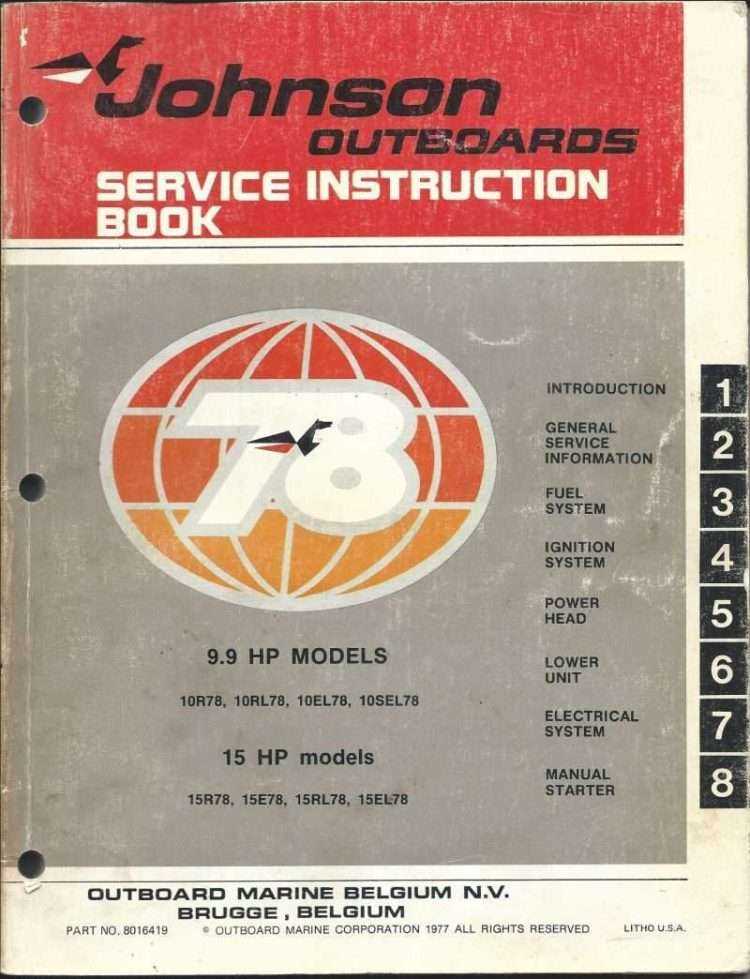 Johnson
OUTBOARDS
SERVICE INSTRUCTION
BOOK
78
INTRODUCTION 1
GENERAL
SERVICE
INFORMATION 2
FUEL
SYSTEM 3
IGNITION
SYSTEM 4
POWER
HEAD 5
LOWER
UNIT 6
ELECTRICAL
SYSTEM 7
MANUAL
STARTER 8
9.9 HP MODELS
10R78, 10RL78, 10EL78, 10SEL78
15 HP models
15R78, 15E78, 15RL78, 15EL78
OUTBOARD MARINE BELGIUM N.V.
BRUGGE, BELGIUM
PART NO. 8016419 © OUTBOARD MARINE CORPORATION 1977 ALL RIGHTS RESERVED LITHO U.S.A.